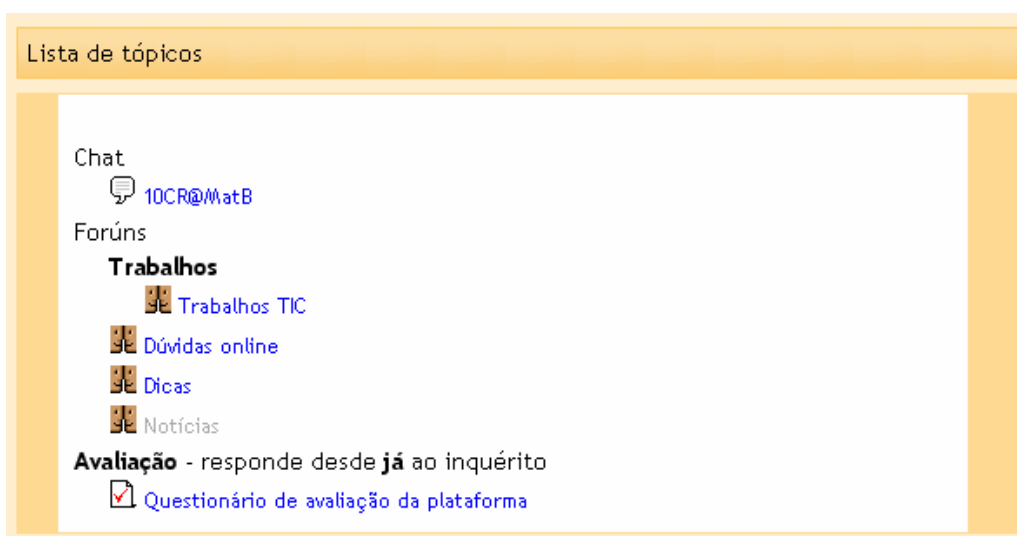 Lista de tópicos
Chat
10CR@MatB
Forúns
Trabalhos
Trabalhos TIC
Dúvidas online
Dicas
Notícias
Avaliação - responde desde já ao inquérito
Questionário de avaliação da plataforma